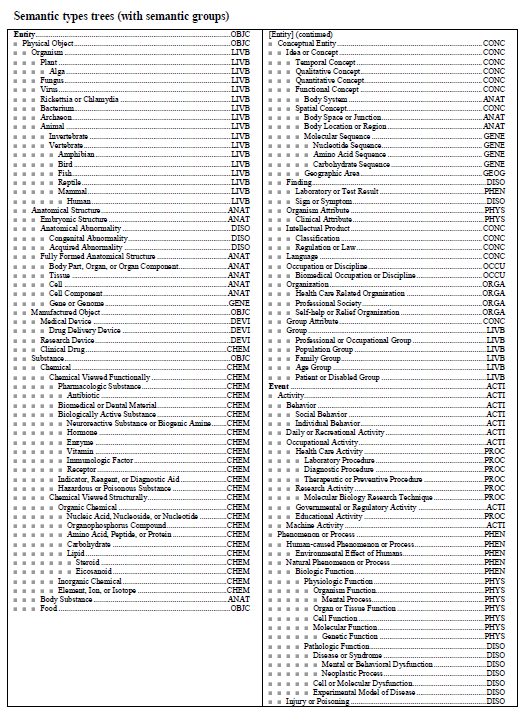 Semantic types trees (with semantic groups)
Entity OBJC
Physical Object OBJC
Organism LIVB
Plant LIVB
Alga LIVB
Fungus LIVB
Virus LIVB
Rickettsia or Chlamydia LIVB
Bacterium LIVB
Archaeon LIVB
Animal LIVB
Invertebrate LIVB
Vertebrate LIVB
Amphibian LIVB
Bird LIVB
Fish LIVB
Reptile LIVB
Mammal LIVB
Human LIVB
Anatomical Structure ANAT
Embryonic Structure ANAT
Anatomical Abnormality DISO
Congenital Abnormality DISO
Acquired Abnormality DISO
Fully Formed Anatomical Structure ANAT
Body Part, Organ, or Organ Component ANAT
Tissue ANAT
Cell ANAT
Cell Component ANAT
Gene or Genome GENE
Manufactured Object OBJC
Medical Device DEVI
Drug Delivery Device DEVI
Research Device DEVI
Clinical Drug CHEM
Substance OBJC
Chemical CHEM
Chemical Viewed Functionally CHEM
Pharmacologic Substance CHEM
Antibiotic CHEM
Biomedical or Dental Material CHEM
Biologically Active Substance CHEM
Neuroreactive Substance or Biogenic Amine CHEM
Hormone CHEM
Enzyme CHEM
Vitamin CHEM
Immunologic Factor CHEM
Receptor CHEM
Indicator, Reagent, or Diagnostic Aid CHEM
Hazardous or Poisonous Substance CHEM
Chemical Viewed Structurally CHEM
Organic Chemical CHEM
Nucleic Acid, Nucleoside, or Nucleotide CHEM
Organophosphorus Compound CHEM
Amino Acid, Peptide, or Protein CHEM
Carbohydrate CHEM
Lipid CHEM
Steroid CHEM
Eicosanoid CHEM
Inorganic Chemical CHEM
Element, Ion, or Isotope CHEM
Body Substance ANAT
Food OBJC
[Entity] (continued)
Conceptual Entity CONC
Idea or Concept CONC
Temporal Concept CONC
Qualitative Concept CONC
Quantitative Concept CONC
Functional Concept CONC
Body System ANAT
Spatial Concept CONC
Body Space or Junction ANAT
Body Location or Region ANAT
Molecular Sequence GENE
Nucleotide Sequence GENE
Amino Acid Sequence GENE
Carbohydrate Sequence GENE
Geographic Area GEOG
Finding DISO
Laboratory or Test Result PHEN
Sign or Symptom DISO
Organism Attribute PHYS
Clinical Attribute PHYS
Intellectual Product CONC
Classification CONC
Regulation or Law CONC
Language CONC
Occupation or Discipline OCCU
Biomedical Occupation or Discipline OCCU
Organization ORGA
Health Care Related Organization ORGA
Professional Society ORGA
Self-help or Relief Organization ORGA
Group Attribute CONC
Group LIVB
Professional or Occupational Group LIVB
Population Group LIVB
Family Group LIVB
Age Group LIVB
Patient or Disabled Group LIVB
Event ACTI
Activity ACTI
Behavior ACTI
Social Behavior ACTI
Individual Behavior ACTI
Daily or Recreational Activity ACTI
Occupational Activity ACTI
Health Care Activity PROC
Laboratory Procedure PROC
Diagnostic Procedure PROC
Therapeutic or Preventive Procedure PROC
Research Activity PROC
Molecular Biology Research Technique PROC
Governmental or Regulatory Activity ACTI
Educational Activity PROC
Machine Activity ACTI
Phenomenon or Process PHEN
Human-caused Phenomenon or Process PHEN
Environmental Effect of Humans PHEN
Natural Phenomenon or Process PHEN
Biologic Function PHEN
Physiologic Function PHYS
Organism Function PHYS
Mental Process PHYS
Organ or Tissue Function PHYS
Cell Function PHYS
Molecular Function PHYS
Genetic Function PHYS
Pathologic Function DISO
Disease or Syndrome DISO
Mental or Behavioral Dysfunction DISO
Neoplastic Process DISO
Cell or Molecular Dysfunction DISO
Experimental Model of Disease DISO
Injury or Poisoning DISO